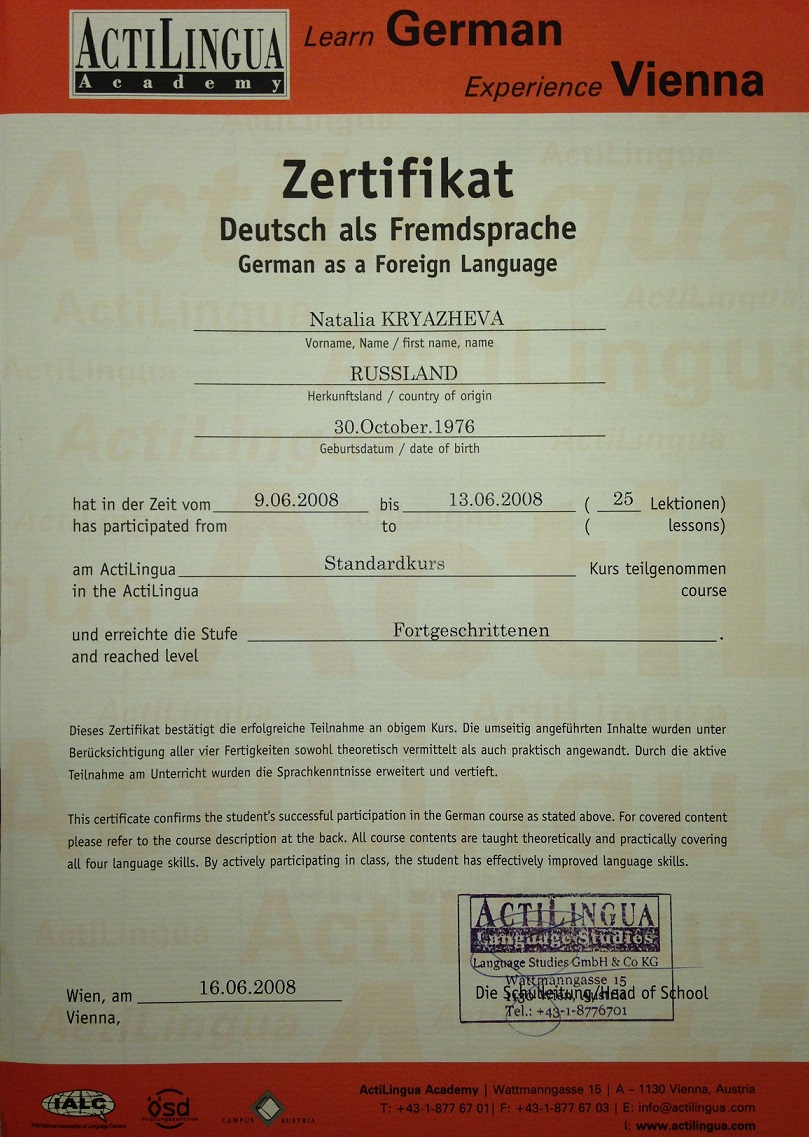 ACTILINGUA
Academy
Learn German
Experience Vienna
Zertifikat
Deutsch als Fremdsprache
German as a Foreign Language
Natalia KRYAZHEVA
Vorname, Name / first name, name
RUSSLAND
Herkunftsland / country of origin
30.October.1976
Geburtsdatum / date of birth
hat in der Zeit vom 9.06.2008 bis 13.06.2008 ( 25 Lektionen)
has participated from to ( lessons)
am ActiLingua Standardkurs Kurs teilgenommen
in the ActiLingua course
und erreichte die Stufe Fortgeschrittenen .
and reached level
Dieses Zertifikat bestätigt die erfolgreiche Teilnahme an obigem Kurs. Die umseitig angeführten Inhalte wurden unter
Berücksichtigung aller vier Fertigkeiten sowohl theoretisch vermittelt als auch praktisch angewandt. Durch die aktive
Teilnahme am Unterricht wurden die Sprachkenntnisse erweitert und vertieft.
This certificate confirms the student's successful participation in the German course as stated above. For covered content
please refer to the course description at the back. All course contents are taught theoretically and practically covering
all four language skills. By actively participating in class, the student has effectively improved language skills.
ACTILINGUA
Language Studies
Language Studies GmbH & Co KG
Wattmanngasse 15
1130 Wien, Austria
Tel.: +43-1-8776701
Wien, am 16.06.2008 Die Schulleitung/Head of School
Vienna,
IALC
International Association of Language Centres
ösd
Prüfungszentrum
CAMPUS AUSTRIA
ActiLingua Academy | Wattmanngasse 15 | A – 1130 Vienna, Austria
T: +43-1-877 67 01| F: +43-1-877 67 03 | E: info@actilingua.com
I: www.actilingua.com